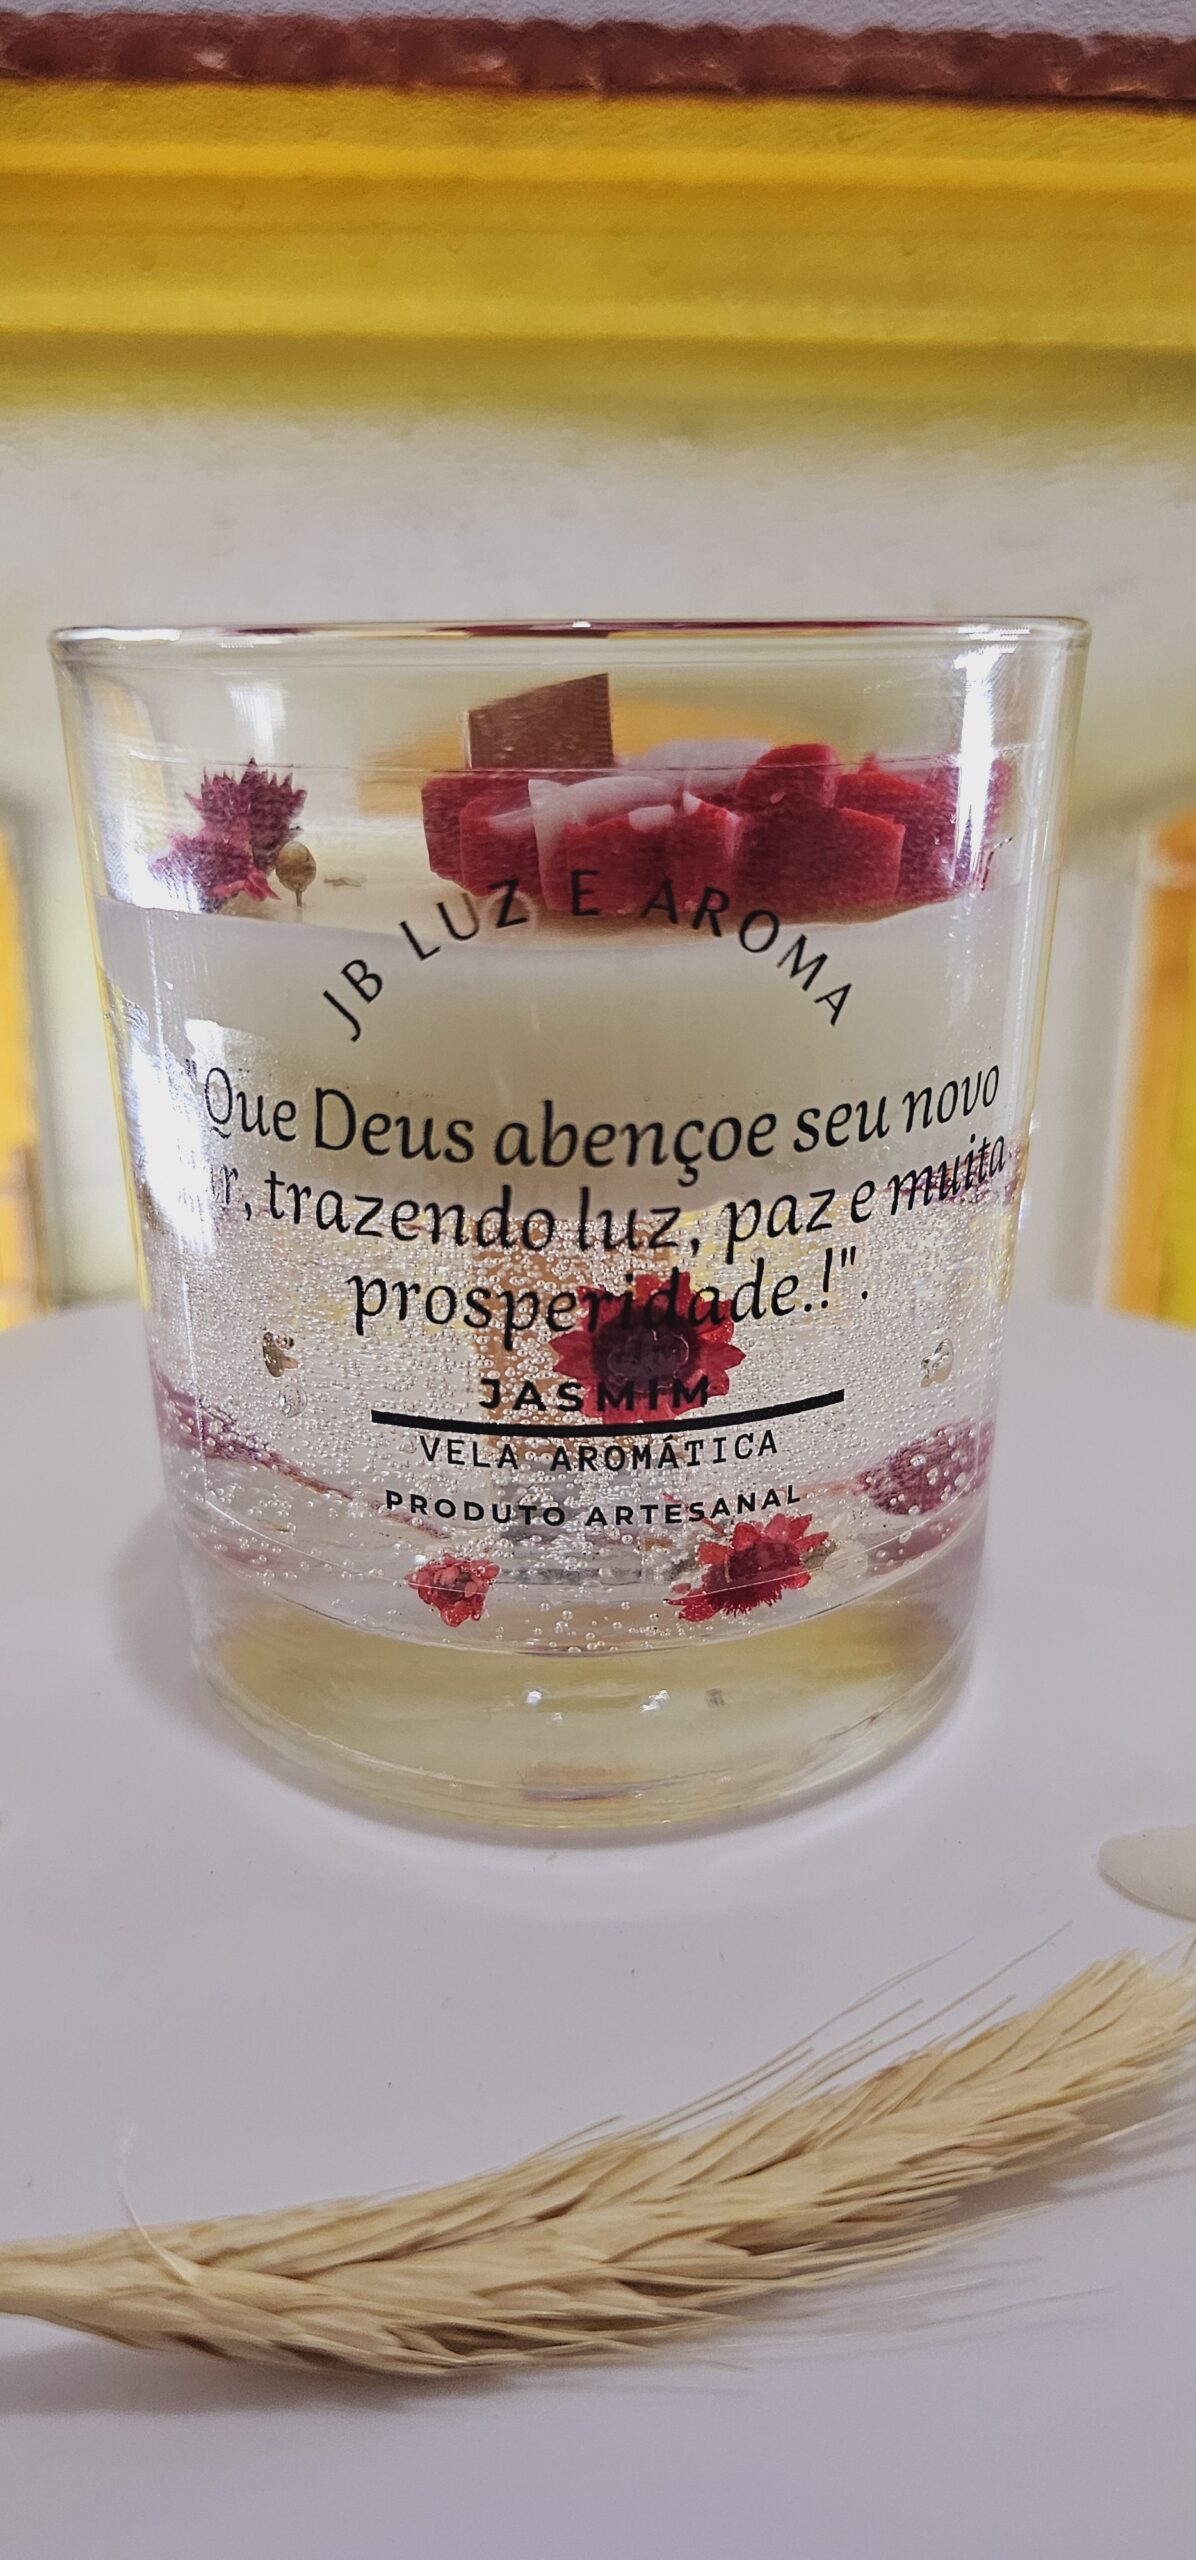 JB LUZ E AROMA
"Que Deus abençoe seu novo
, trazendo luz, paz e muita
prosperidade.!".
JASMIM
VELA AROMÁTICA
PRODUTO ARTESANAL